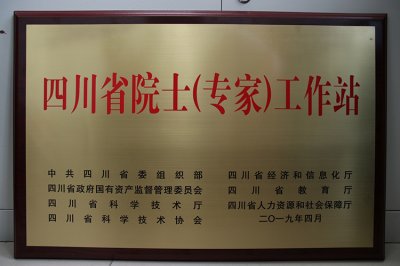 四川省院士(专家)工作站
中共四川省委组织部 四川省经济和信息化厅
四川省政府国有资产监督管理委员会 四川省教育厅
四川省科学技术厅 四川省人力资源和社会保障厅
四川省科学技术协会 二〇一九年四月